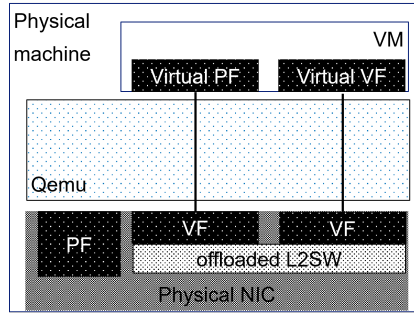 Physical
machine
VM
Virtual PF
Virtual VF
Qemu
PF
VF
VF
offloaded L2SW
Physical NIC